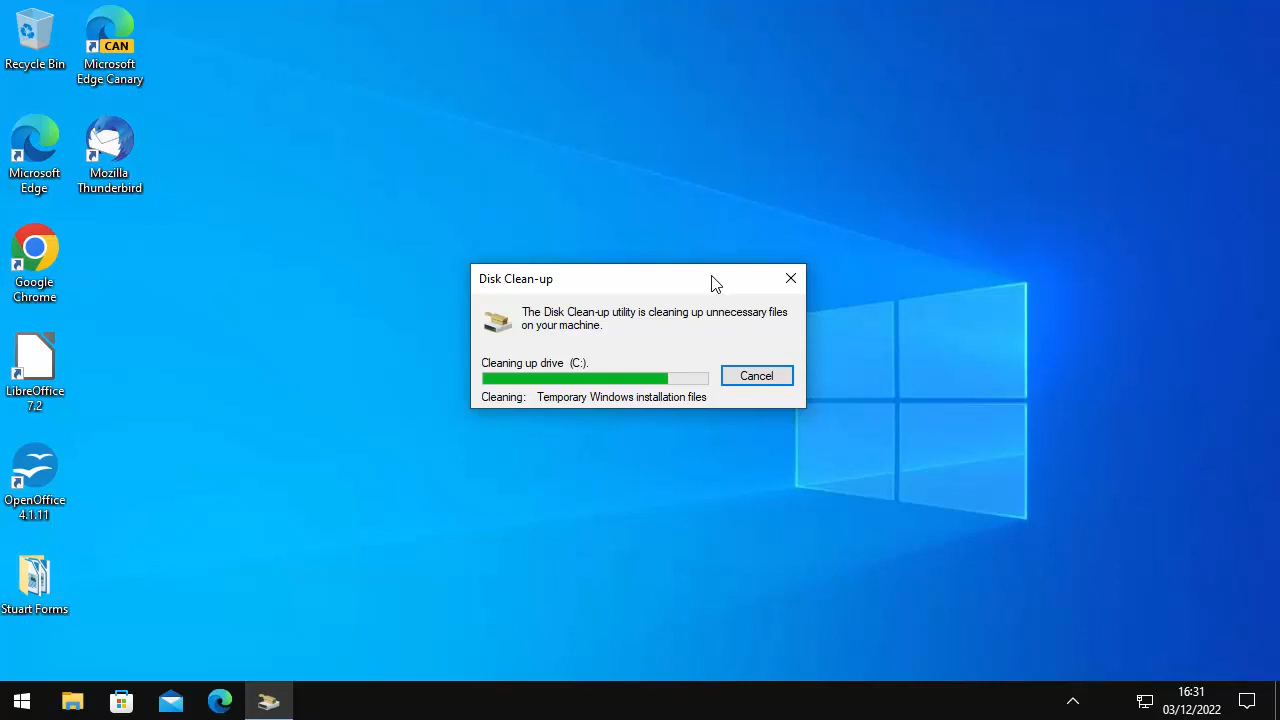 Recycle Bin
CAN
Microsoft
Edge Canary
Microsoft
Edge
Mozilla
Thunderbird
Google
Chrome
LibreOffice
7.2
OpenOffice
4.1.11
Stuart Forms
Disk Clean-up
The Disk Clean-up utility is cleaning up unnecessary files
on your machine.
Cleaning up drive (C:).
Cancel
Cleaning: Temporary Windows installation files
16:31
03/12/2022